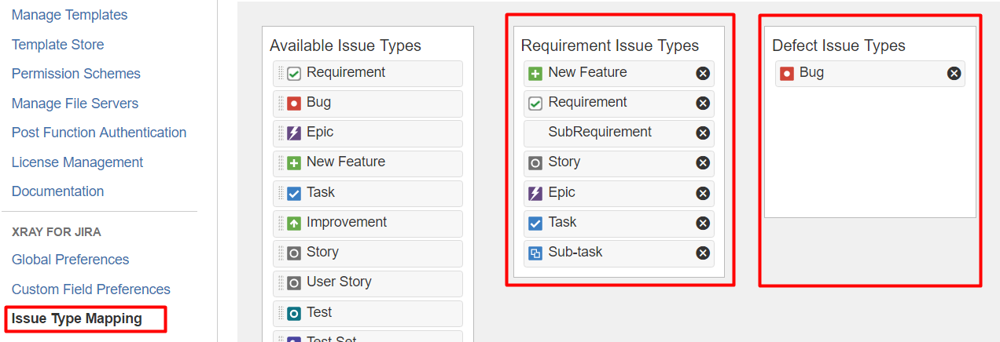 Manage Templates
Template Store
Permission Schemes
Manage File Servers
Post Function Authentication
License Management
Documentation
XRAY FOR JIRA
Global Preferences
Custom Field Preferences
Issue Type Mapping
Available Issue Types
Requirement
Bug
Epic
New Feature
Task
Improvement
Story
User Story
Test
Test Set
Requirement Issue Types
New Feature
Requirement
SubRequirement
Story
Epic
Task
Sub-task
Defect Issue Types
Bug